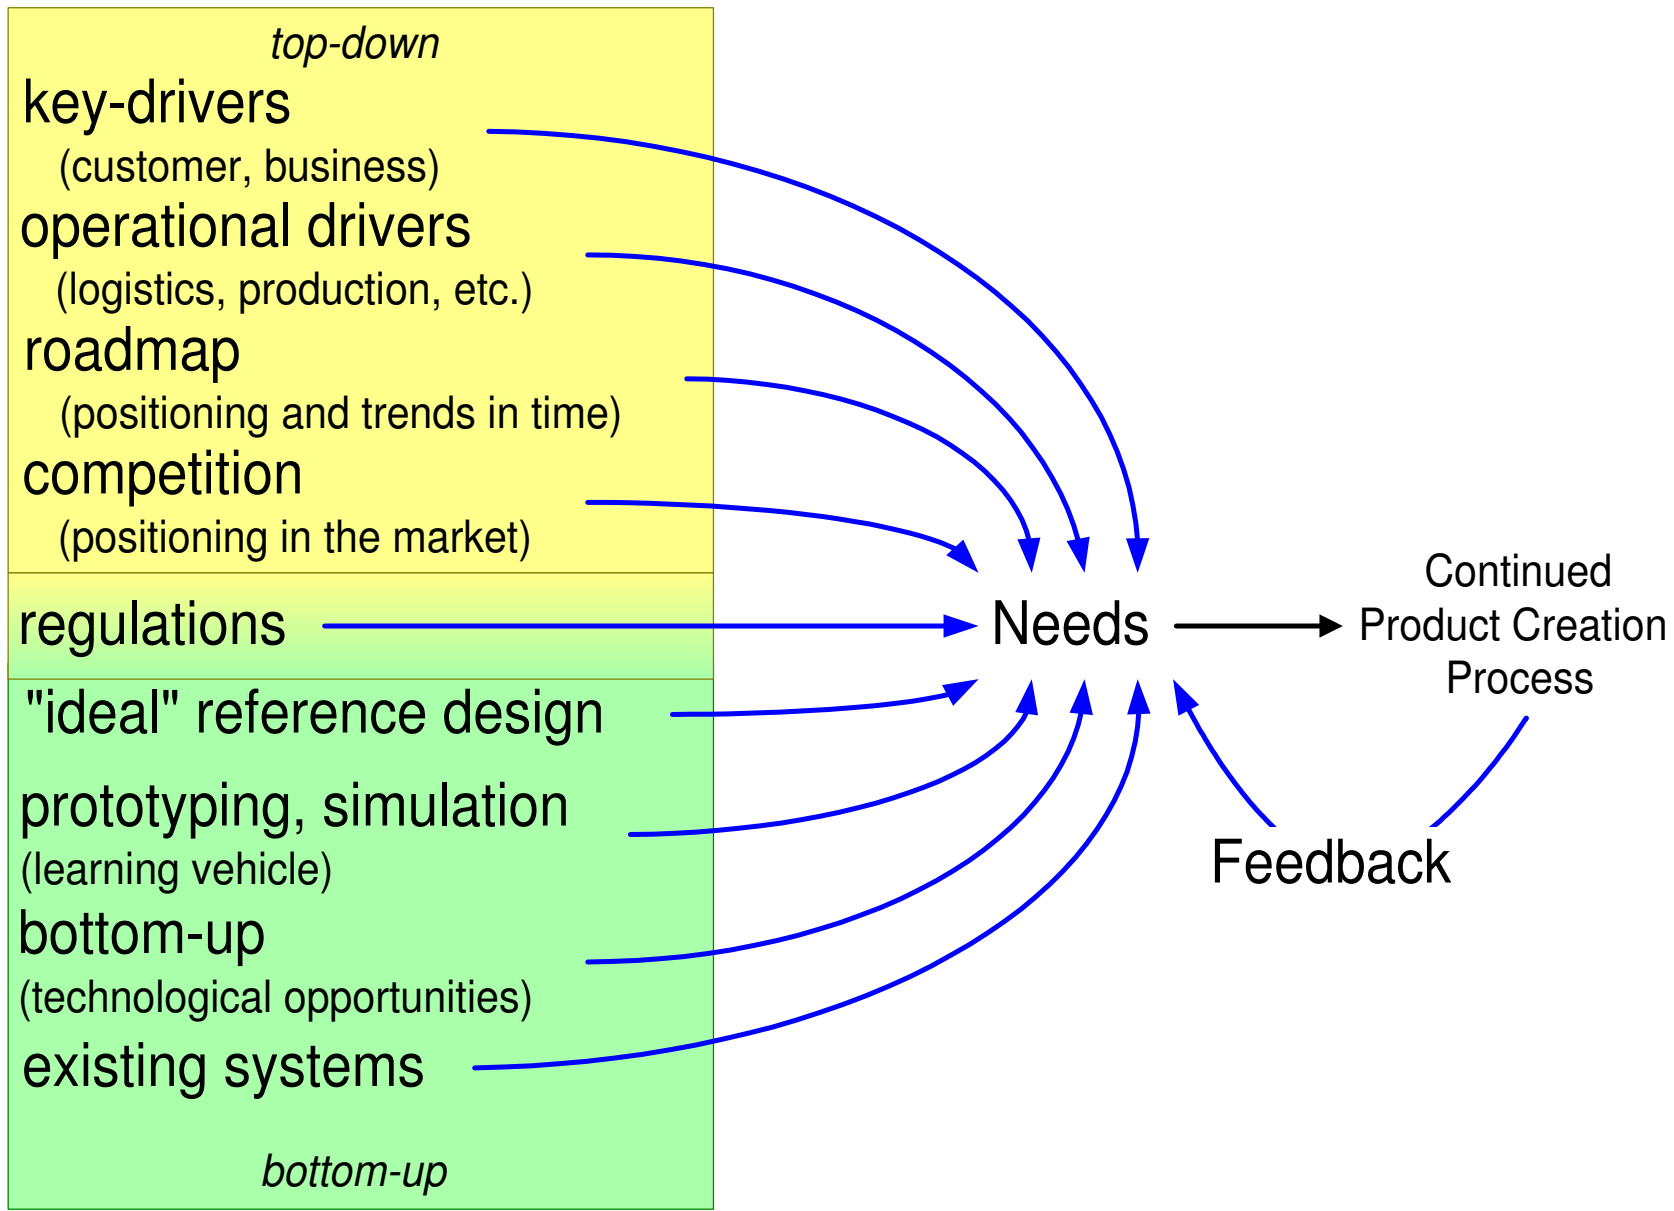 top-down
key-drivers
(customer, business)
operational drivers
(logistics, production, etc.)
roadmap
(positioning and trends in time)
competition
(positioning in the market)
regulations
"ideal" reference design
prototyping, simulation
(learning vehicle)
bottom-up
(technological opportunities)
existing systems
bottom-up
Needs
Continued
Product Creation
Process
Feedback